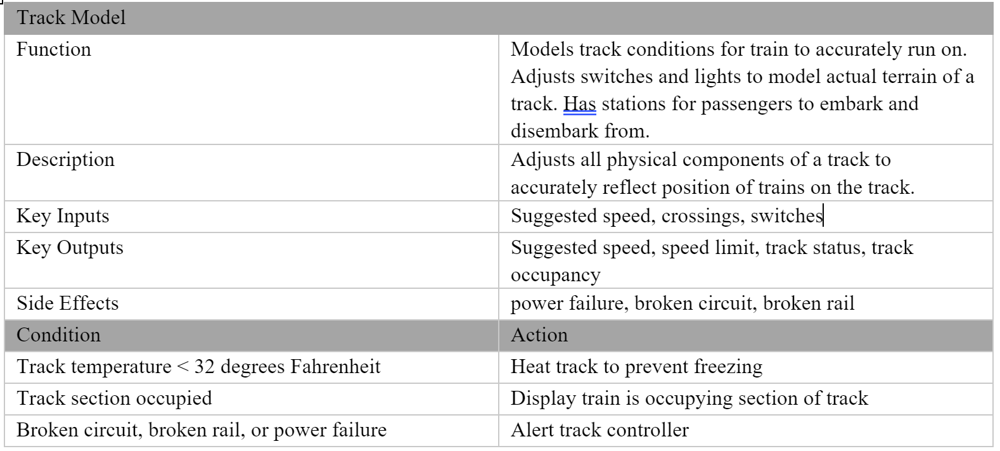 Track Model
Function
Models track conditions for train to accurately run on.
Adjusts switches and lights to model actual terrain of a
track. Has stations for passengers to embark and
disembark from.
Description
Adjusts all physical components of a track to
accurately reflect position of trains on the track.
Key Inputs
Suggested speed, crossings, switches
Key Outputs
Suggested speed, speed limit, track status, track
occupancy
Side Effects
power failure, broken circuit, broken rail
Condition
Action
Track temperature < 32 degrees Fahrenheit
Heat track to prevent freezing
Track section occupied
Display train is occupying section of track
Broken circuit, broken rail, or power failure
Alert track controller